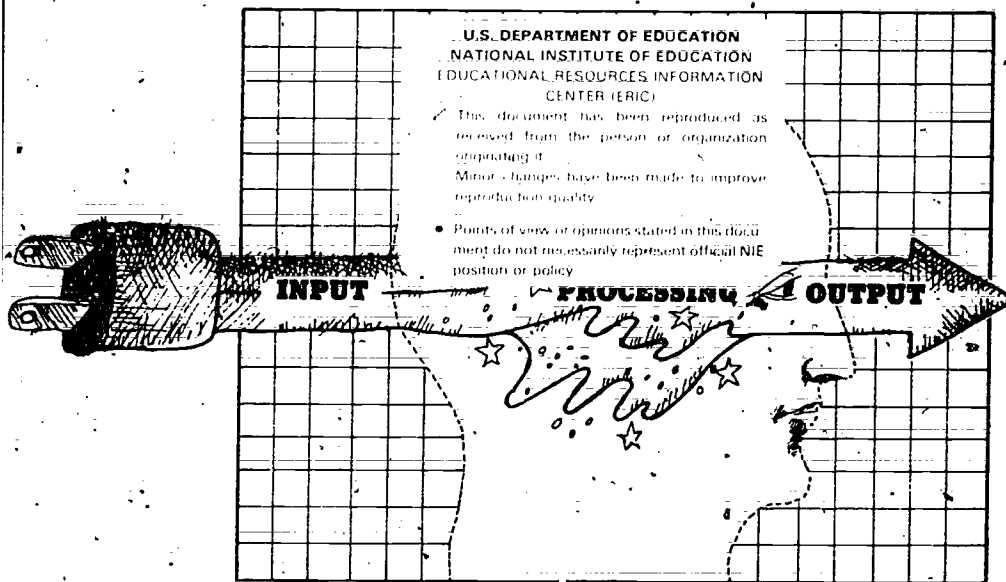 U.S. DEPARTMENT OF EDUCATION
NATIONAL INSTITUTE OF EDUCATION
EDUCATIONAL RESOURCES INFORMATION
CENTER (ERIC)
This document has been reproduced as
received from the person or organization
originating it
Minor changes have been made to improve
reproduction quality
• Points of view or opinions stated in this docu
ment do not necessarily represent official NIE
position or policy
INPUT PROCESSING OUTPUT